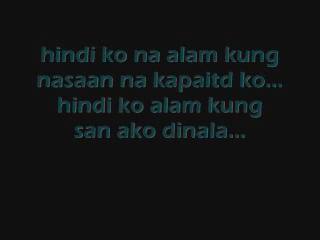 hindi ko na alam kung
nasaan na kapaitd ko...
hindi ko alam kung
san ako dinala...